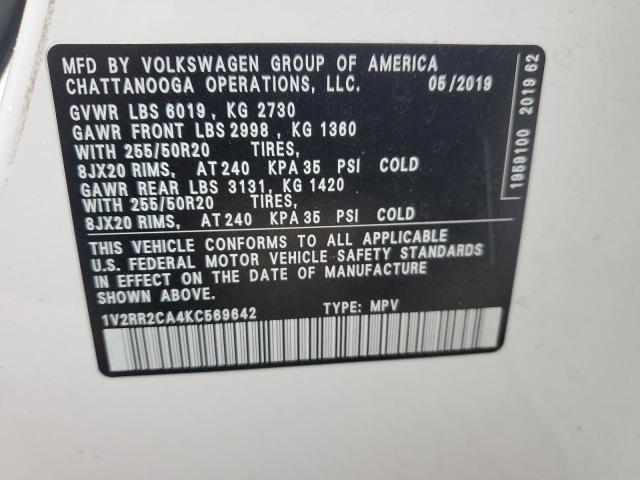 MFD BY VOLKSWAGEN GROUP OF AMERICA
CHATTANOOGA OPERATIONS, LLC. 05/2019
GVWR LBS 6019 , KG 2730
GAWR FRONT LBS 2998 , KG 1360
WITH 255/50R20 TIRES,
8JX20 RIMS, AT 240 KPA 35 PSI COLD
GAWR REAR LBS 3131, KG 1420
WITH 255/50R20 TIRES,
8JX20 RIMS, AT 240 KPA 35 PSI COLD
THIS VEHICLE CONFORMS TO ALL APPLICABLE
U.S. FEDERAL MOTOR VEHICLE SAFETY STANDARDS
IN EFFECT ON THE DATE OF MANUFACTURE
SHOWN ABOVE.
1V2RR2CA4KC569642 TYPE: MPV
1959100 2019 62